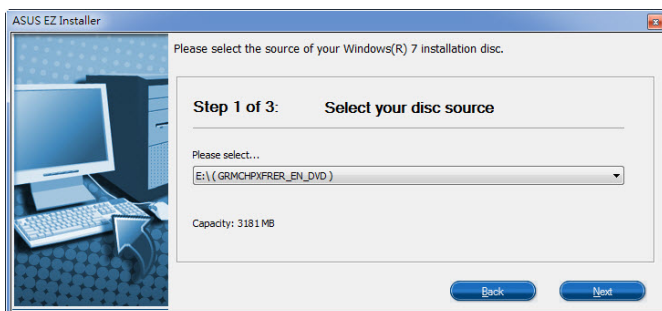 ASUS EZ Installer
Please select the source of your Windows(R) 7 installation disc.
Step 1 of 3: Select your disc source
Please select...
E:\ ( GRMCHPXFRER_EN_DVD )
Capacity: 3181 MB
Back Next